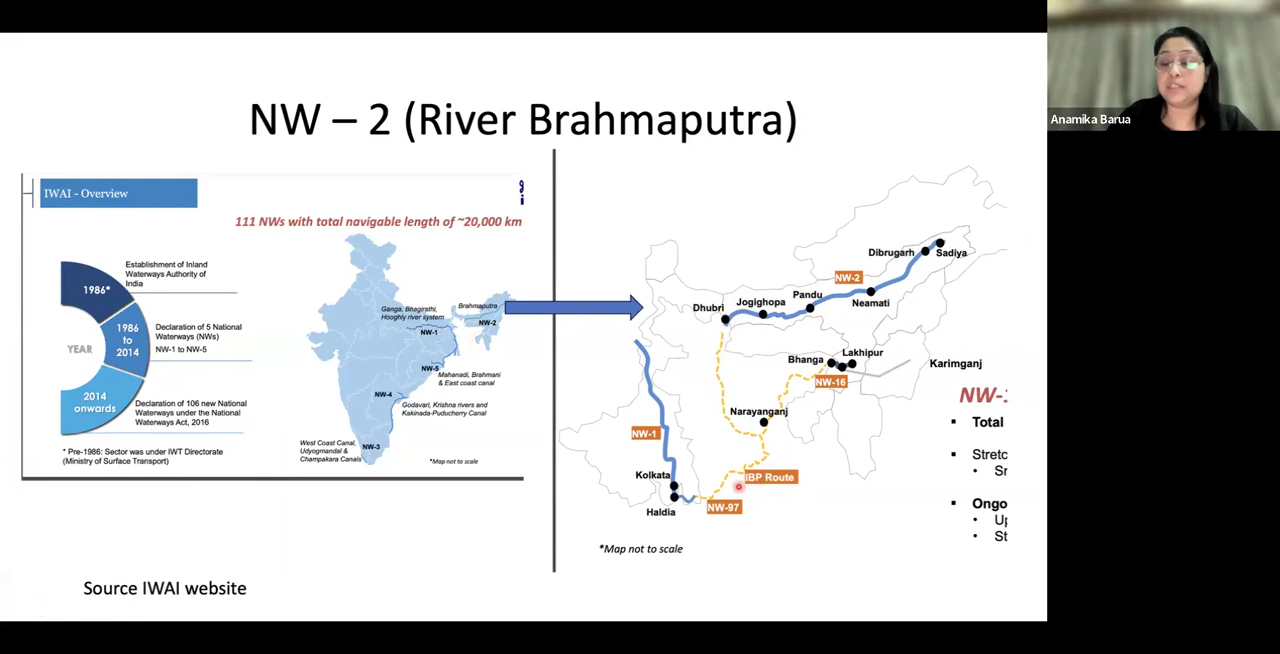 NW – 2 (River Brahmaputra)
Anamika Barua
IWAI - Overview
111 NWs with total navigable length of ~20,000 km
1986*
Establishment of Inland
Waterways Authority of
India
YEAR
1986
to
2014
Declaration of 5 National
Waterways (NWs)
NW-1 to NW-5
2014
onwards
Declaration of 106 new National
Waterways under the National
Waterways Act, 2016
* Pre-1986: Sector was under IWT Directorate
(Ministry of Surface Transport)
Ganga, Bhagirathi,
Hooghly river system
NW-1
Brahmaputra
NW-2
NW-5
Mahanadi, Brahmani
& East coast canal
NW-4
Godavari, Krishna rivers and
Kakinada-Puducherry Canal
West Coast Canal,
Udyogmandal &
Champakara Canals
NW-3
*Map not to scale
Dibrugarh
Sadiya
NW-2
Neamati
Pandu
Jogighopa
Dhubri
Bhanga
Lakhipur
Karimganj
NW-16
Narayanganj
NW-1
Kolkata
Haldia
IBP Route
NW-97
*Map not to scale
NW-
Total
Stretc
Ongo
Up
St
Source IWAI website